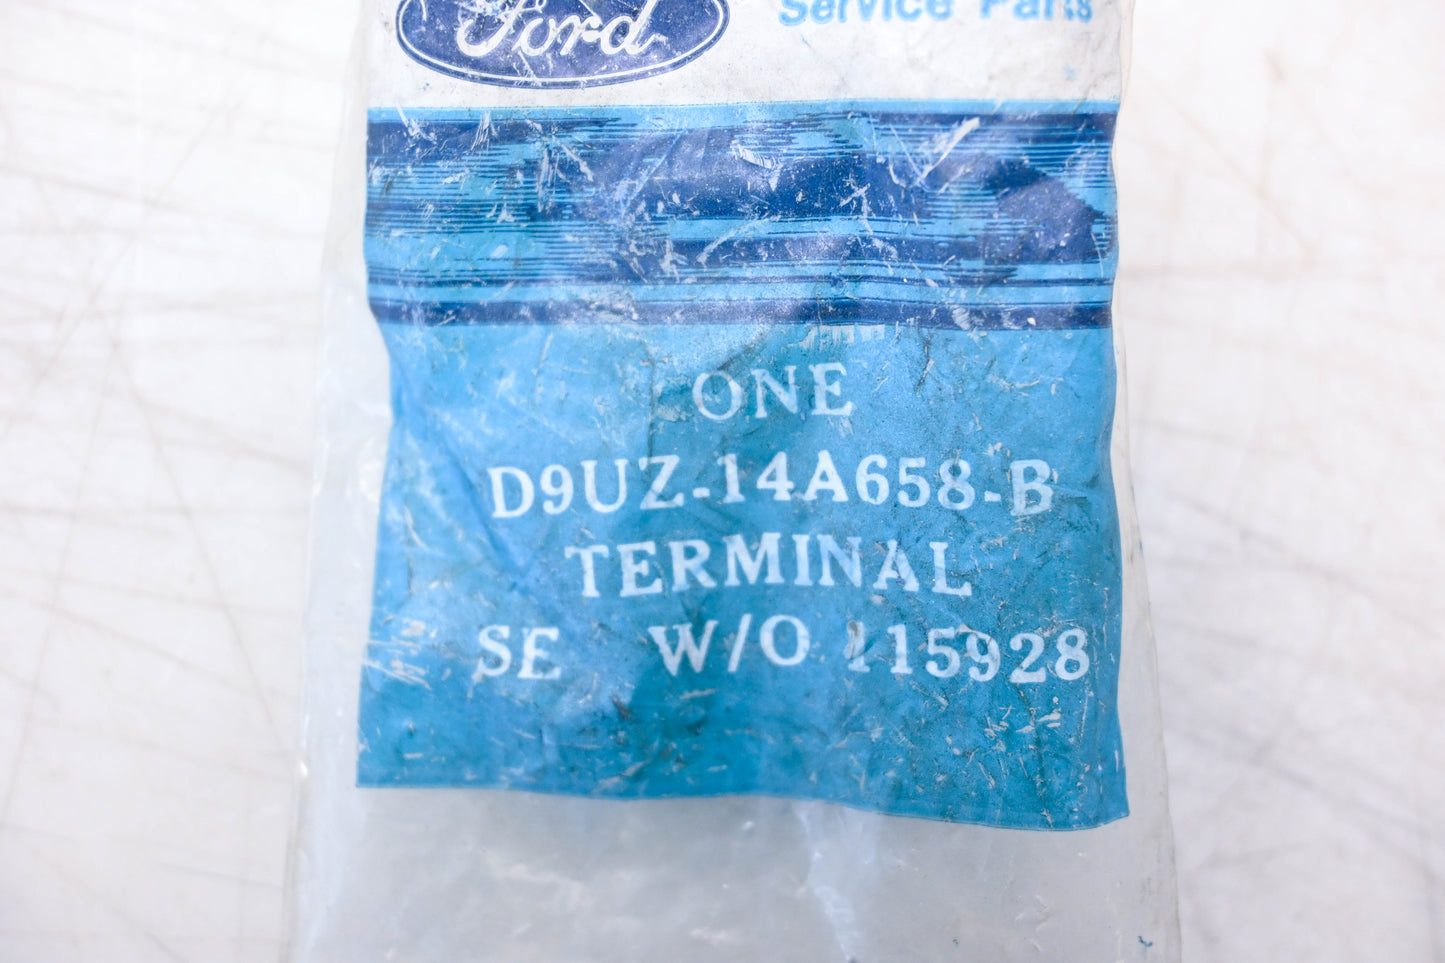 Ford
Service Parts
ONE
D9UZ-14A658-B
TERMINAL
SE W/O 115928